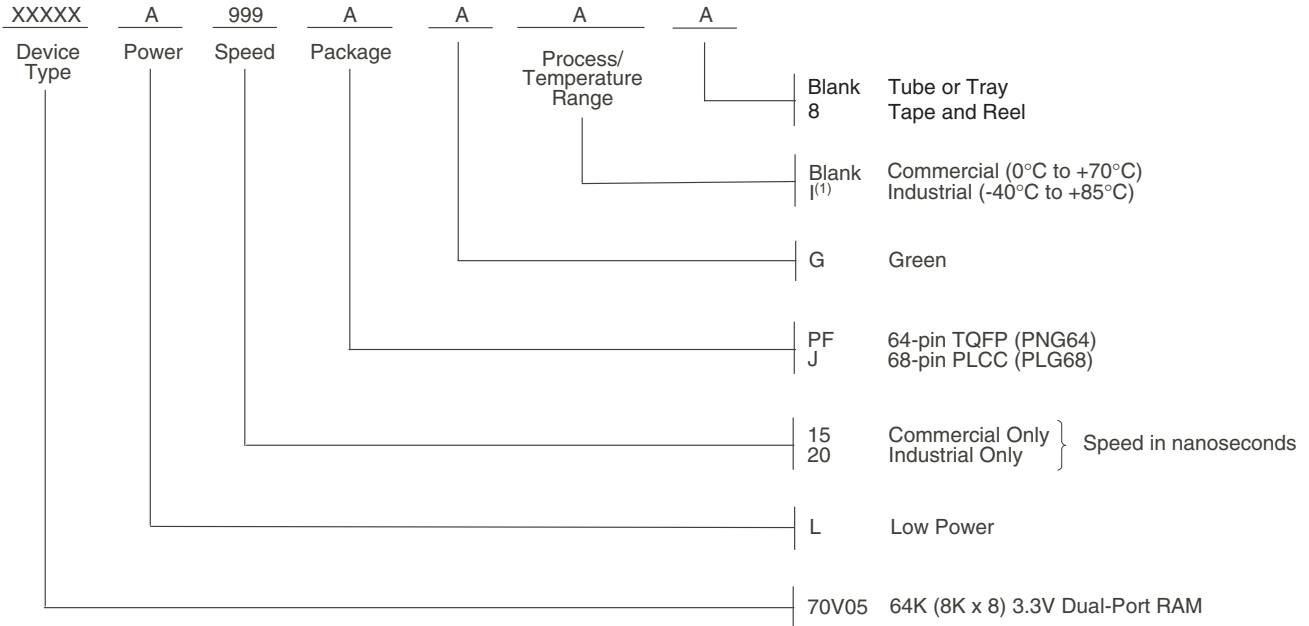 XXXXX A 999 A A A A
Device Type Power Speed Package Process/ Temperature Range
Blank Tube or Tray
8 Tape and Reel
Blank Commercial (0°C to +70°C)
I(1) Industrial (-40°C to +85°C)
G Green
PF 64-pin TQFP (PNG64)
J 68-pin PLCC (PLG68)
15 Commercial Only
20 Industrial Only
Speed in nanoseconds
L Low Power
70V05 64K (8K x 8) 3.3V Dual-Port RAM